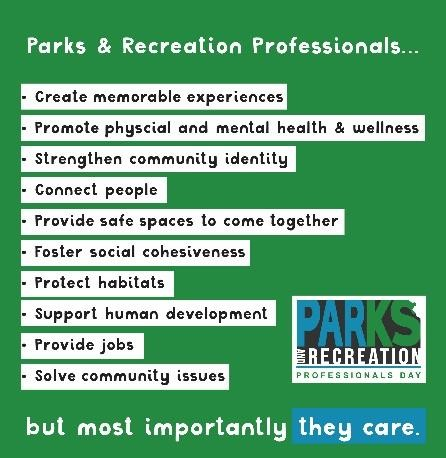 Parks & Recreation Professionals...
- Create memorable experiences
- Promote physcial and mental health & wellness
- Strengthen community identity
- Connect people
- Provide safe spaces to come together
- Foster social cohesiveness
- Protect habitats
- Support human development
- Provide jobs
- Solve community issues
PARKS
AND RECREATION
PROFESSIONALS DAY
but most importantly they care.